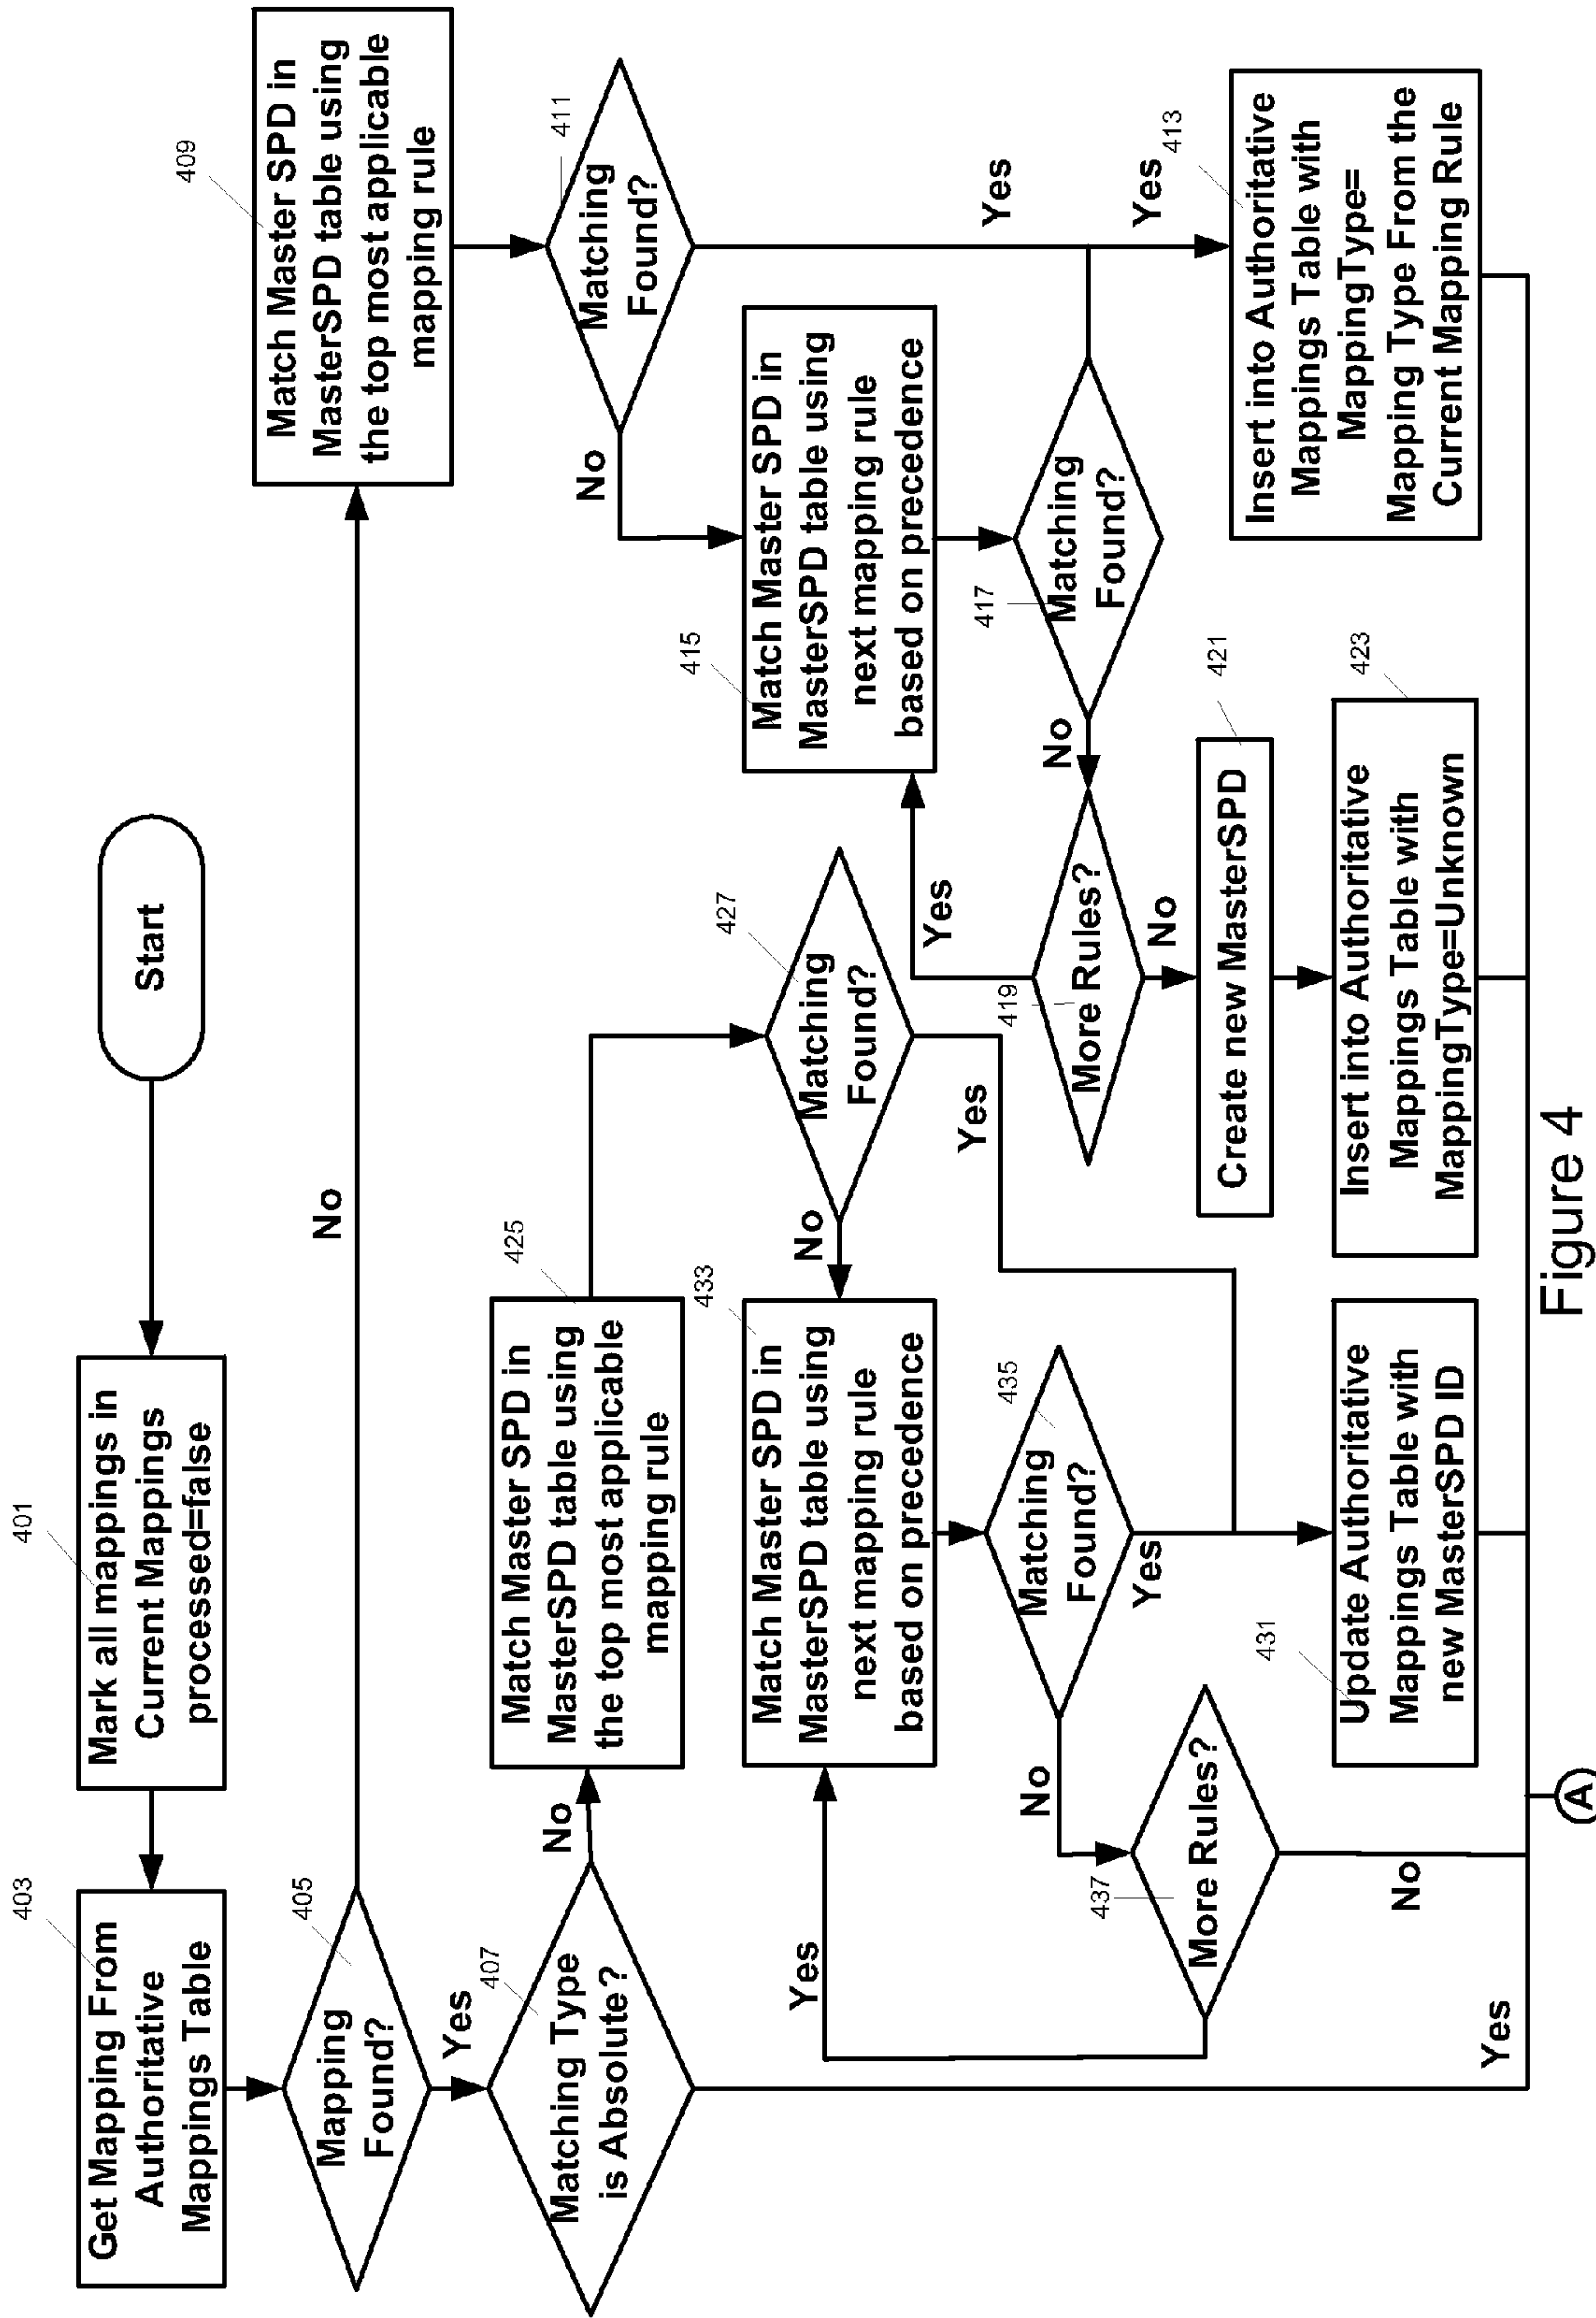 Start
401
Mark all mappings in
Current Mappings
processed=false
403
Get Mapping From
Authoritative
Mappings Table
405
Mapping
Found?
No
Yes
407
Matching Type
is Absolute?
No
Yes
409
Match Master SPD in
MasterSPD table using
the top most applicable
mapping rule
411
Matching
Found?
No
Yes
Yes
413
Insert into Authoritative
Mappings Table with
MappingType=
Mapping Type From the
Current Mapping Rule
415
Match Master SPD in
MasterSPD table using
next mapping rule
based on precedence
417
Matching
Found?
No
419
More Rules?
Yes
No
421
Create new MasterSPD
423
Insert into Authoritative
Mappings Table with
MappingType=Unknown
425
Match Master SPD in
MasterSPD table using
the top most applicable
mapping rule
427
Matching
Found?
No
Yes
433
Match Master SPD in
MasterSPD table using
next mapping rule
based on precedence
435
Matching
Found?
No
Yes
437
More Rules?
Yes
No
431
Update Authoritative
Mappings Table with
new MasterSPD ID
A
Figure 4